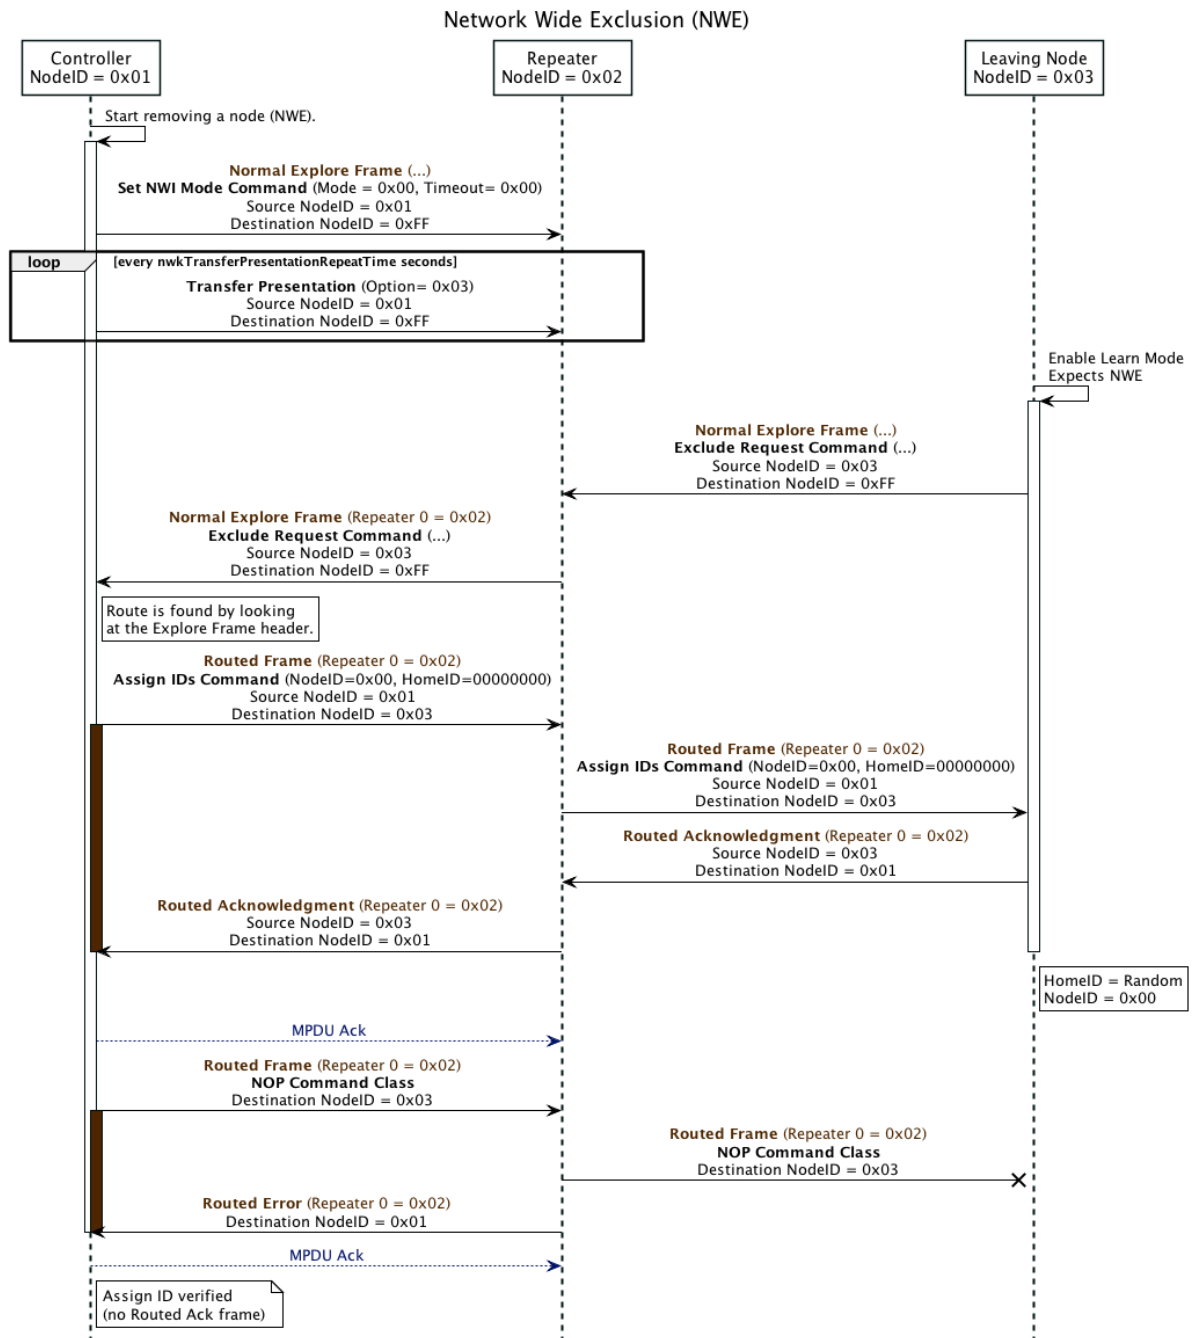 Network Wide Exclusion (NWE)
Controller
NodeID = 0x01
Repeater
NodeID = 0x02
Leaving Node
NodeID = 0x03
Start removing a node (NWE).
Normal Explore Frame (...)
Set NWI Mode Command (Mode = 0x00, Timeout= 0x00)
Source NodeID = 0x01
Destination NodeID = 0xFF
loop
[every nwkTransferPresentationRepeatTime seconds]
Transfer Presentation (Option= 0x03)
Source NodeID = 0x01
Destination NodeID = 0xFF
Enable Learn Mode
Expects NWE
Normal Explore Frame (...)
Exclude Request Command (...)
Source NodeID = 0x03
Destination NodeID = 0xFF
Normal Explore Frame (Repeater 0 = 0x02)
Exclude Request Command (...)
Source NodeID = 0x03
Destination NodeID = 0xFF
Route is found by looking
at the Explore Frame header.
Routed Frame (Repeater 0 = 0x02)
Assign IDs Command (NodeID=0x00, HomeID=00000000)
Source NodeID = 0x01
Destination NodeID = 0x03
Routed Frame (Repeater 0 = 0x02)
Assign IDs Command (NodeID=0x00, HomeID=00000000)
Source NodeID = 0x01
Destination NodeID = 0x03
Routed Acknowledgment (Repeater 0 = 0x02)
Source NodeID = 0x03
Destination NodeID = 0x01
Routed Acknowledgment (Repeater 0 = 0x02)
Source NodeID = 0x03
Destination NodeID = 0x01
HomeID = Random
NodeID = 0x00
MPDU Ack
Routed Frame (Repeater 0 = 0x02)
NOP Command Class
Destination NodeID = 0x03
Routed Frame (Repeater 0 = 0x02)
NOP Command Class
Destination NodeID = 0x03
Routed Error (Repeater 0 = 0x02)
Destination NodeID = 0x01
MPDU Ack
Assign ID verified
(no Routed Ack frame)